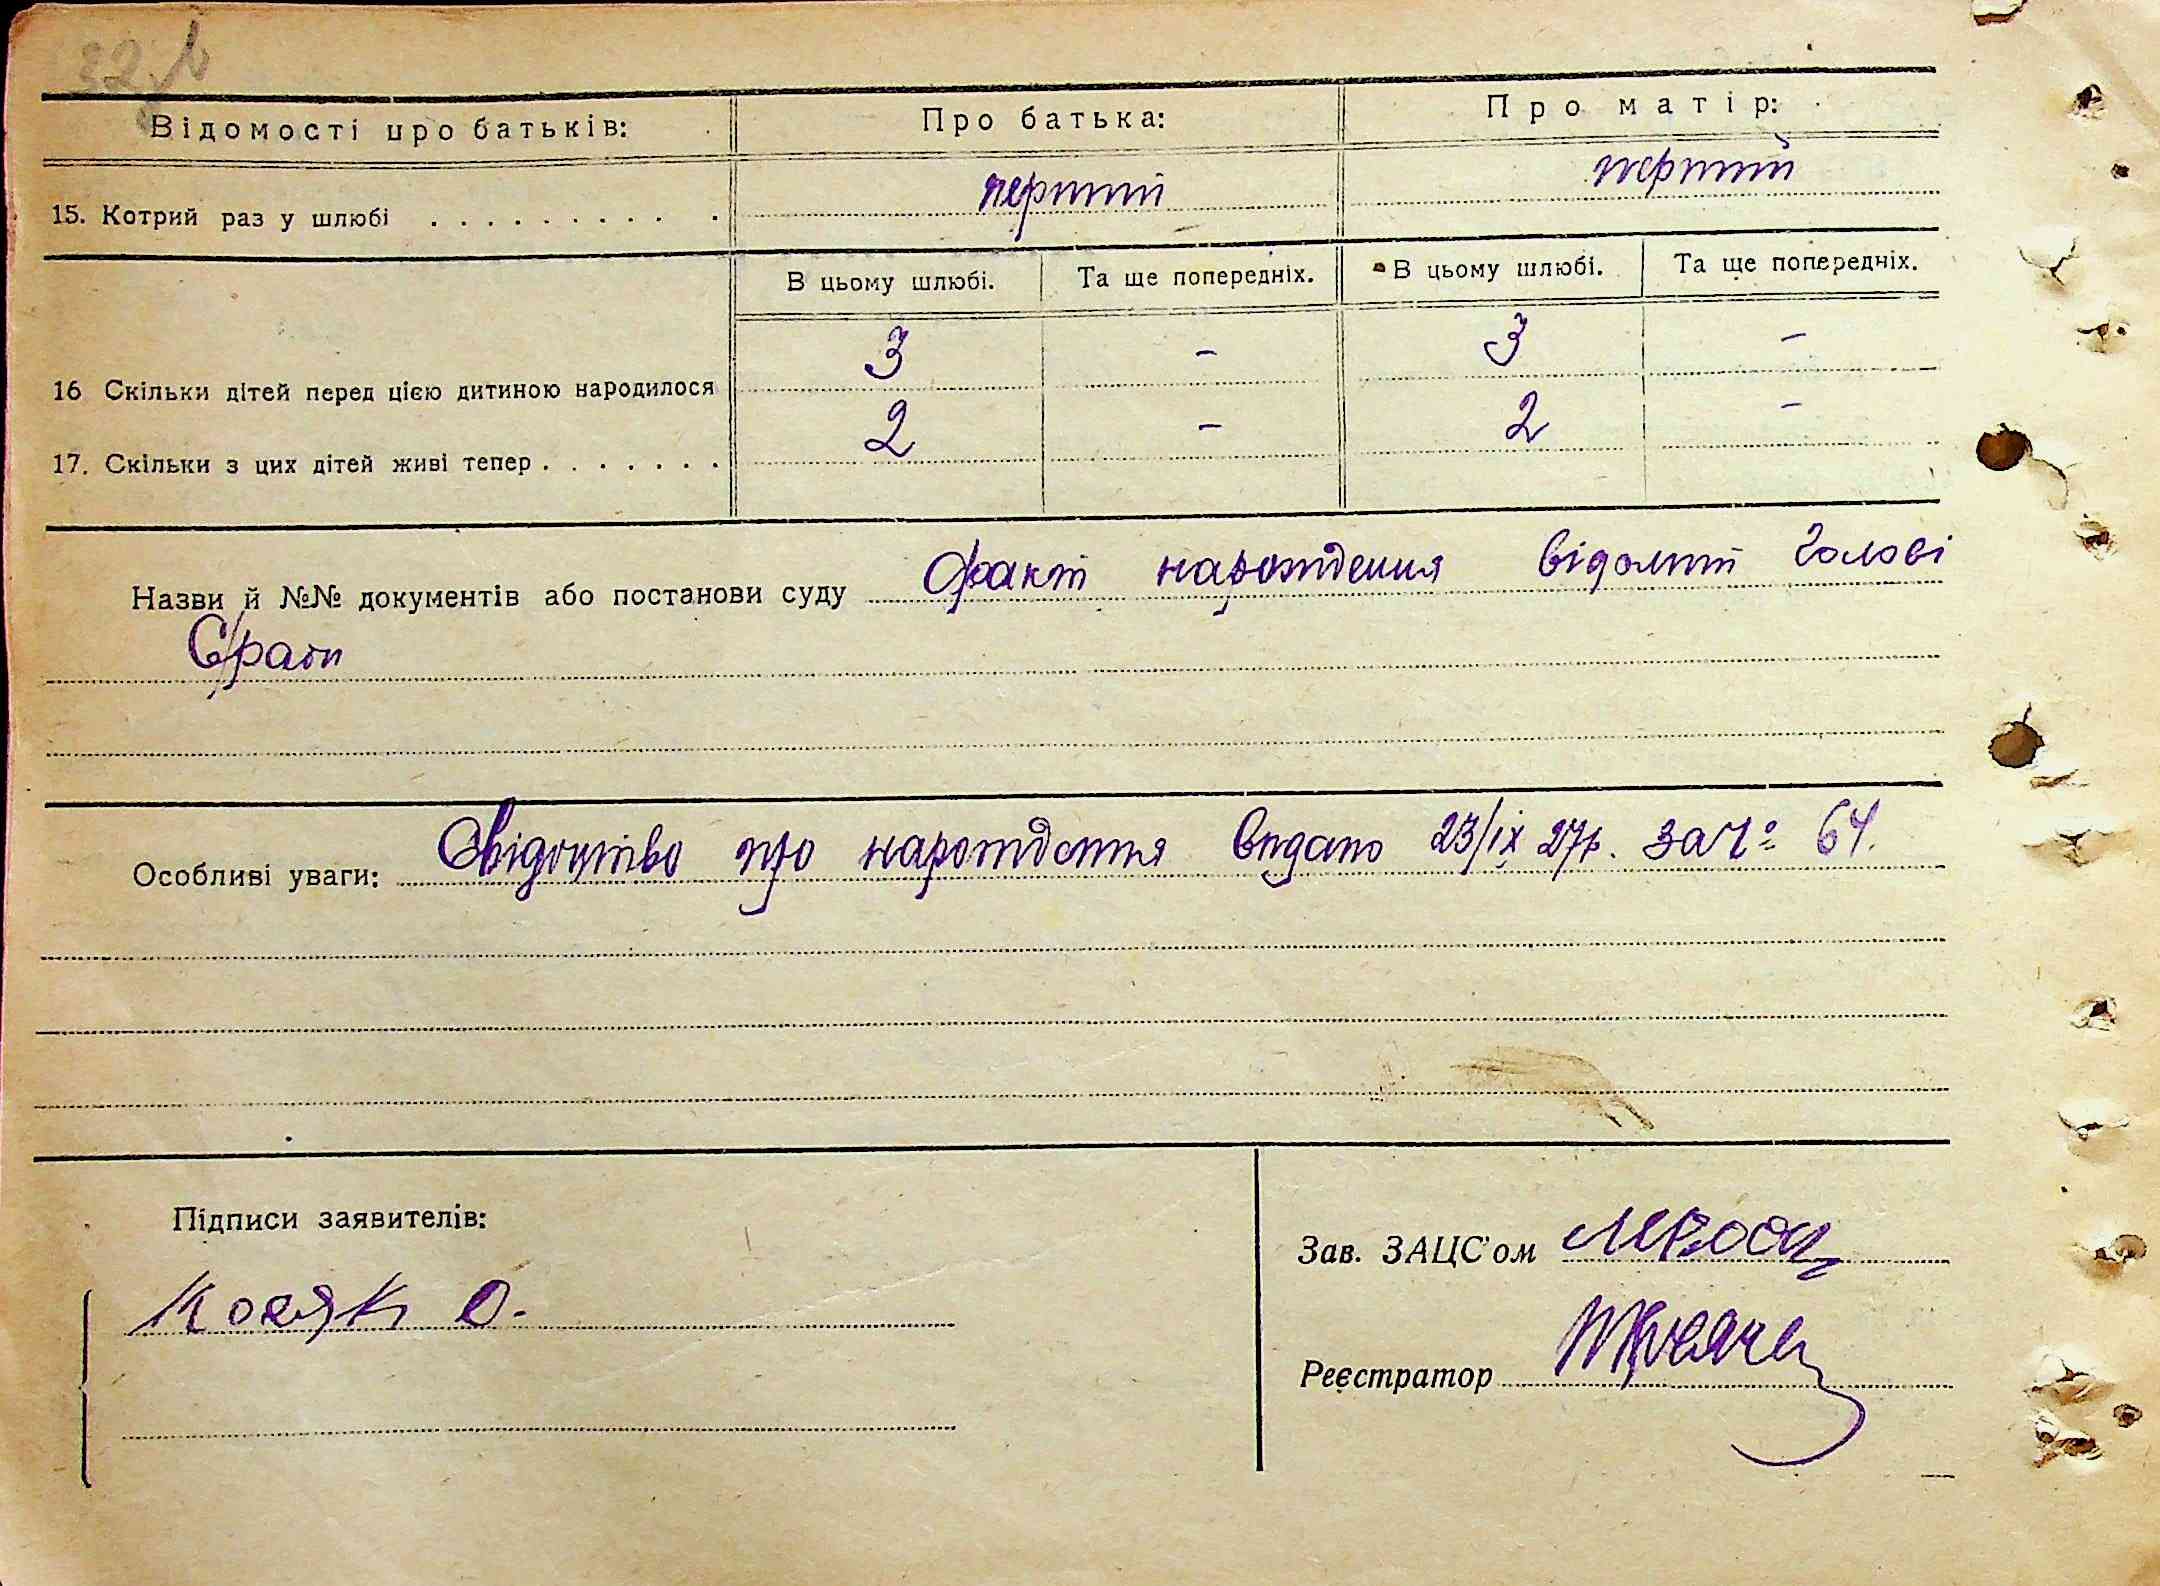 Відомості про батьків: Про батька: Про матір:
15. Котрий раз у шлюбі . . . . . . . . . . перший перший
В цьому шлюбі. Та ще попередніх. В цьому шлюбі. Та ще попередніх.
16 Скільки дітей перед цією дитиною народилося 3 – 3 –
17. Скільки з цих дітей живі тепер . . . . . . . 2 – 2 –
Назви й №№ документів або постанови суду Факт народження відомий голові
С/ради
Особливі уваги: Свідоцтво про народження видано 23/IX 27р. за Ч° 64.
Підписи заявителів:
Зав. ЗАЦС'ом
Косяк О.
Реєстратор